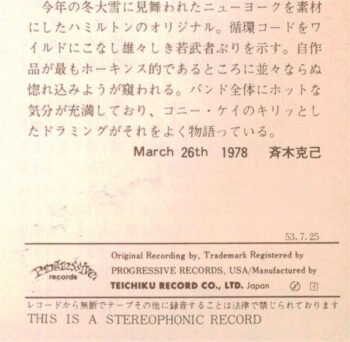 今年の冬大雪に見舞われたニューヨークを素材
にしたハミルトンのオリジナル。循環コードをワ
イルドにこなし雄々しき若武者ぶりを示す。自作
品が最もホーキンス的であるところに並々ならぬ
惚れ込みようが窺われる。バンド全体にホットな
気分が充満しており、コニー・ケイのキリッとし
たドラミングがそれをよく物語っている。
March 26th 1978 斉木克己
53.7.25
Progressive records
Original Recording by, Trademark Registered by
PROGRESSIVE RECORDS, USA/Manufactured by
TEICHIKU RECORD CO., LTD. Japan
レコードから無断でテープその他に録音することは法律で禁じられております
THIS IS A STEREOPHONIC RECORD